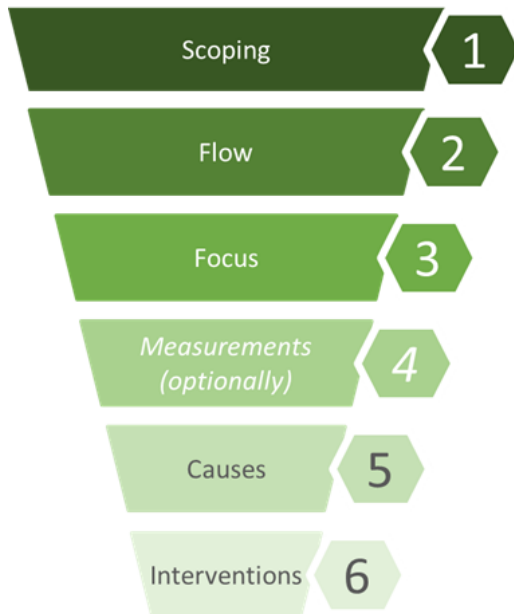 Scoping
1
Flow
2
Focus
3
Measurements
(optionally)
4
Causes
5
Interventions
6